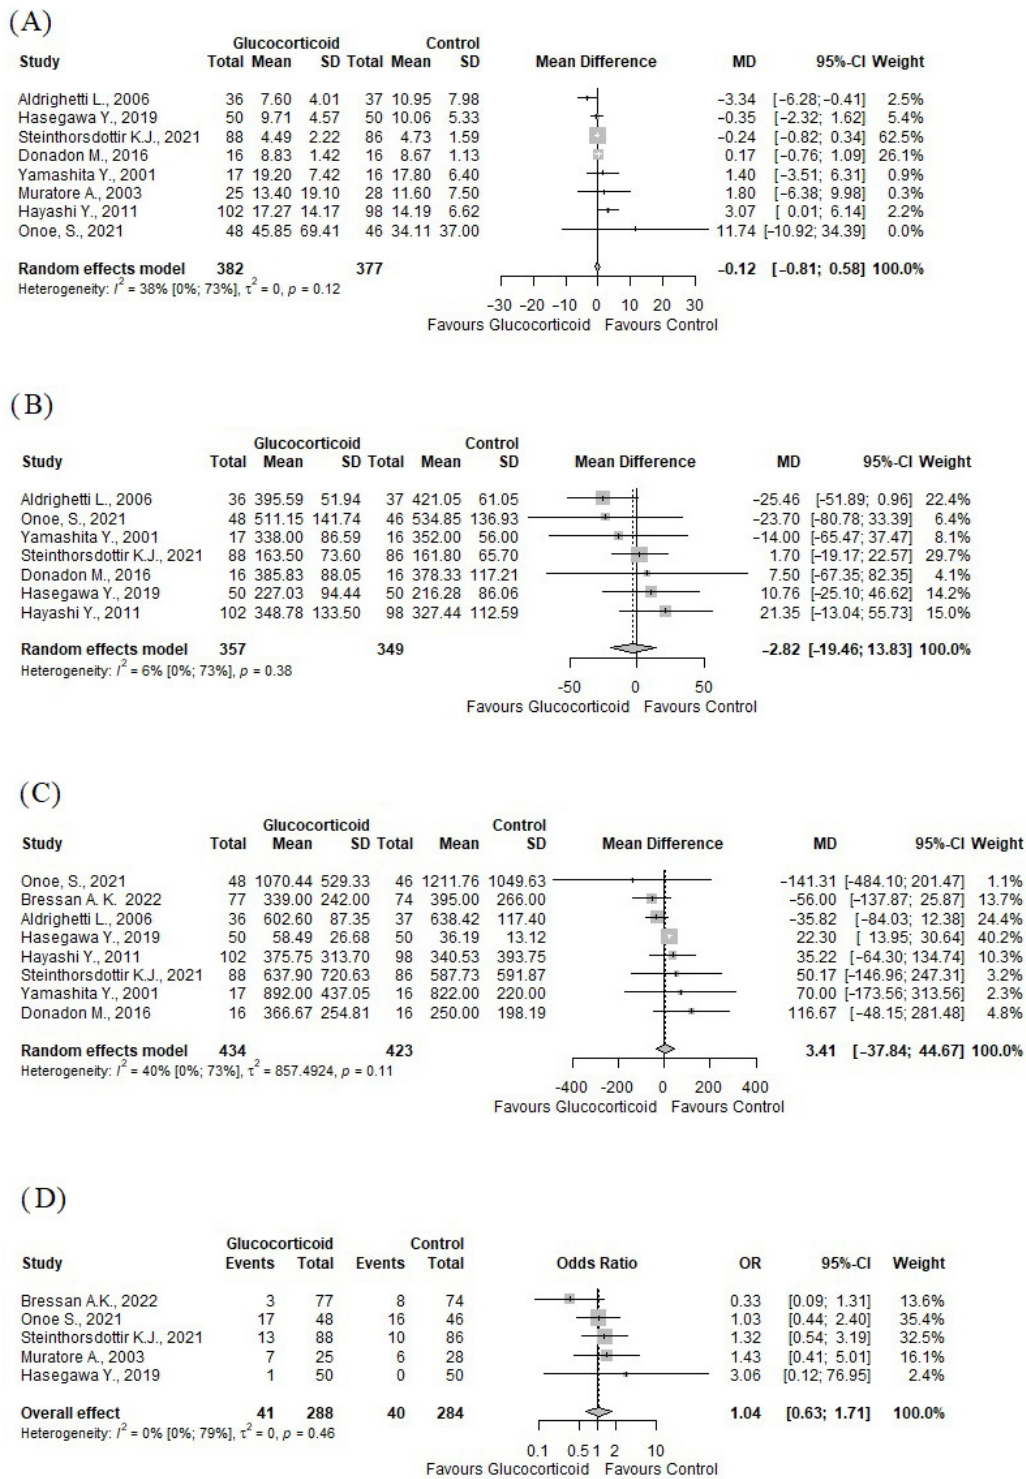 (A)
Glucocorticoid Control
Study Total Mean SD Total Mean SD Mean Difference MD 95%-CI Weight
Aldrighetti L., 2006 36 7.60 4.01 37 10.95 7.98 −3.34 [−6.28; −0.41] 2.5%
Hasegawa Y., 2019 50 9.71 4.57 50 10.06 5.33 −0.35 [−2.32; 1.62] 5.4%
Steinthorsdottir K.J., 2021 88 4.49 2.22 86 4.73 1.59 −0.24 [−0.82; 0.34] 62.5%
Donadon M., 2016 16 8.83 1.42 16 8.67 1.13 0.17 [−0.76; 1.09] 26.1%
Yamashita Y., 2001 17 19.20 7.42 16 17.80 6.40 1.40 [−3.51; 6.31] 0.9%
Muratore A., 2003 25 13.40 19.10 28 11.60 7.50 1.80 [−6.38; 9.98] 0.3%
Hayashi Y., 2011 102 17.27 14.17 98 14.19 6.62 3.07 [ 0.01; 6.14] 2.2%
Onoe, S., 2021 48 45.85 69.41 46 34.11 37.00 11.74 [−10.92; 34.39] 0.0%
Random effects model 382 377 −0.12 [−0.81; 0.58] 100.0%
Heterogeneity: I² = 38% [0%; 73%], τ² = 0, p = 0.12
−30 −20 −10 0 10 20 30
Favours Glucocorticoid Favours Control
(B)
Glucocorticoid Control
Study Total Mean SD Total Mean SD Mean Difference MD 95%-CI Weight
Aldrighetti L., 2006 36 395.59 51.94 37 421.05 61.05 −25.46 [−51.89; 0.96] 22.4%
Onoe, S., 2021 48 511.15 141.74 46 534.85 136.93 −23.70 [−80.78; 33.39] 6.4%
Yamashita Y., 2001 17 338.00 86.59 16 352.00 56.00 −14.00 [−65.47; 37.47] 8.1%
Steinthorsdottir K.J., 2021 88 163.50 73.60 86 161.80 65.70 1.70 [−19.17; 22.57] 29.7%
Donadon M., 2016 16 385.83 88.05 16 378.33 117.21 7.50 [−67.35; 82.35] 4.1%
Hasegawa Y., 2019 50 227.03 94.44 50 216.28 86.06 10.76 [−25.10; 46.62] 14.2%
Hayashi Y., 2011 102 348.78 133.50 98 327.44 112.59 21.35 [−13.04; 55.73] 15.0%
Random effects model 357 349 −2.82 [−19.46; 13.83] 100.0%
Heterogeneity: I² = 6% [0%; 73%], p = 0.38
-50 0 50
Favours Glucocorticoid Favours Control
(C)
Glucocorticoid Control
Study Total Mean SD Total Mean SD Mean Difference MD 95%-CI Weight
Onoe, S., 2021 48 1070.44 529.33 46 1211.76 1049.63 −141.31 [−484.10; 201.47] 1.1%
Bressan A. K. 2022 77 339.00 242.00 74 395.00 266.00 −56.00 [−137.87; 25.87] 13.7%
Aldrighetti L., 2006 36 602.60 87.35 37 638.42 117.40 −35.82 [−84.03; 12.38] 24.4%
Hasegawa Y., 2019 50 58.49 26.68 50 36.19 13.12 22.30 [ 13.95; 30.64] 40.2%
Hayashi Y., 2011 102 375.75 313.70 98 340.53 393.75 35.22 [−64.30; 134.74] 10.3%
Steinthorsdottir K.J., 2021 88 637.90 720.63 86 587.73 591.87 50.17 [−146.96; 247.31] 3.2%
Yamashita Y., 2001 17 892.00 437.05 16 822.00 220.00 70.00 [−173.56; 313.56] 2.3%
Donadon M., 2016 16 366.67 254.81 16 250.00 198.19 116.67 [−48.15; 281.48] 4.8%
Random effects model 434 423 3.41 [−37.84; 44.67] 100.0%
Heterogeneity: I² = 40% [0%; 73%], τ² = 857.4924, p = 0.11
-400 -200 0 200 400
Favours Glucocorticoid Favours Control
(D)
Glucocorticoid Control
Study Events Total Events Total Odds Ratio OR 95%-CI Weight
Bressan A.K., 2022 3 77 8 74 0.33 [0.09; 1.31] 13.6%
Onoe S., 2021 17 48 16 46 1.03 [0.44; 2.40] 35.4%
Steinthorsdottir K.J., 2021 13 88 10 86 1.32 [0.54; 3.19] 32.5%
Muratore A., 2003 7 25 6 28 1.43 [0.41; 5.01] 16.1%
Hasegawa Y., 2019 1 50 0 50 3.06 [0.12; 76.95] 2.4%
Overall effect 41 288 40 284 1.04 [0.63; 1.71] 100.0%
Heterogeneity: I² = 0% [0%; 79%], τ² = 0, p = 0.46
0.1 0.5 1 2 10
Favours Glucocorticoid Favours Control